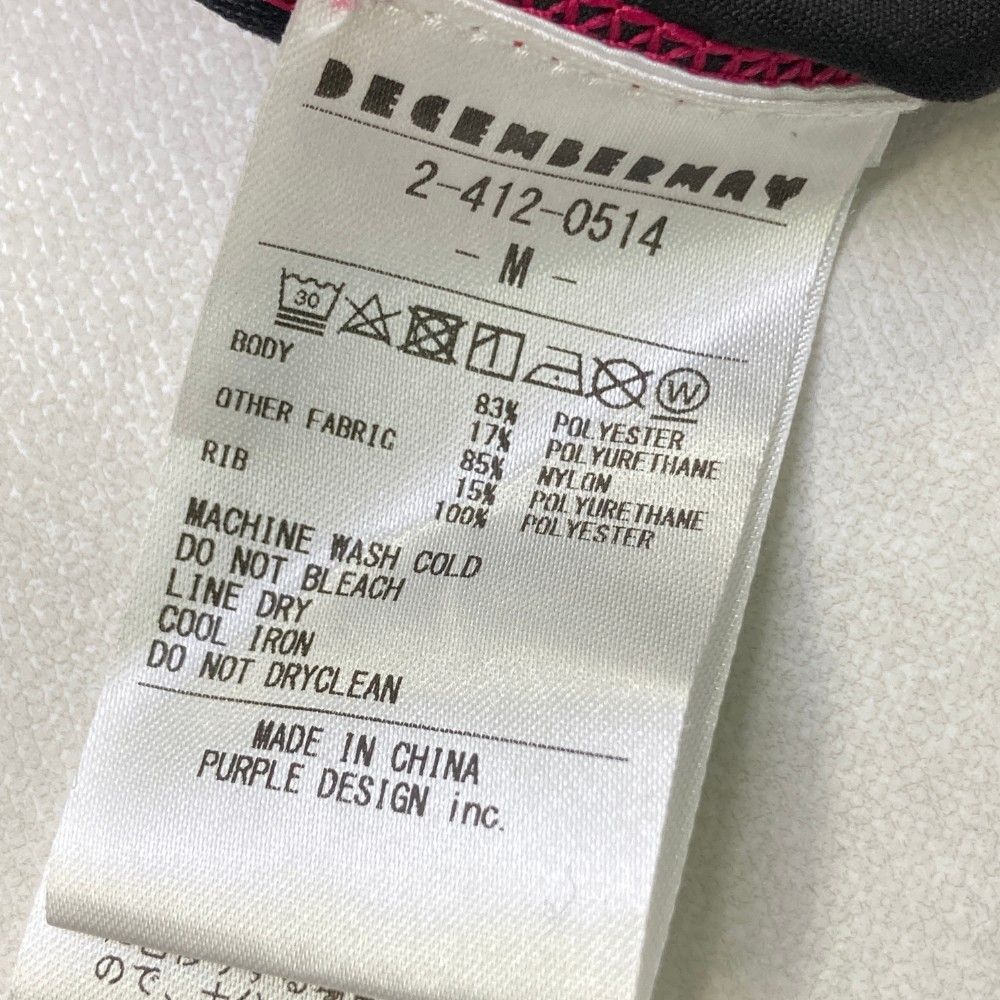 DECEMBERMAY
2-412-0514
- M -
30 W
BODY 83% POLYESTER
17% POLYURETHANE
OTHER FABRIC 85% NYLON
15% POLYURETHANE
RIB 100% POLYESTER
MACHINE WASH COLD
DO NOT BLEACH
LINE DRY
COOL IRON
DO NOT DRYCLEAN
MADE IN CHINA
PURPLE DESIGN inc.
ので、